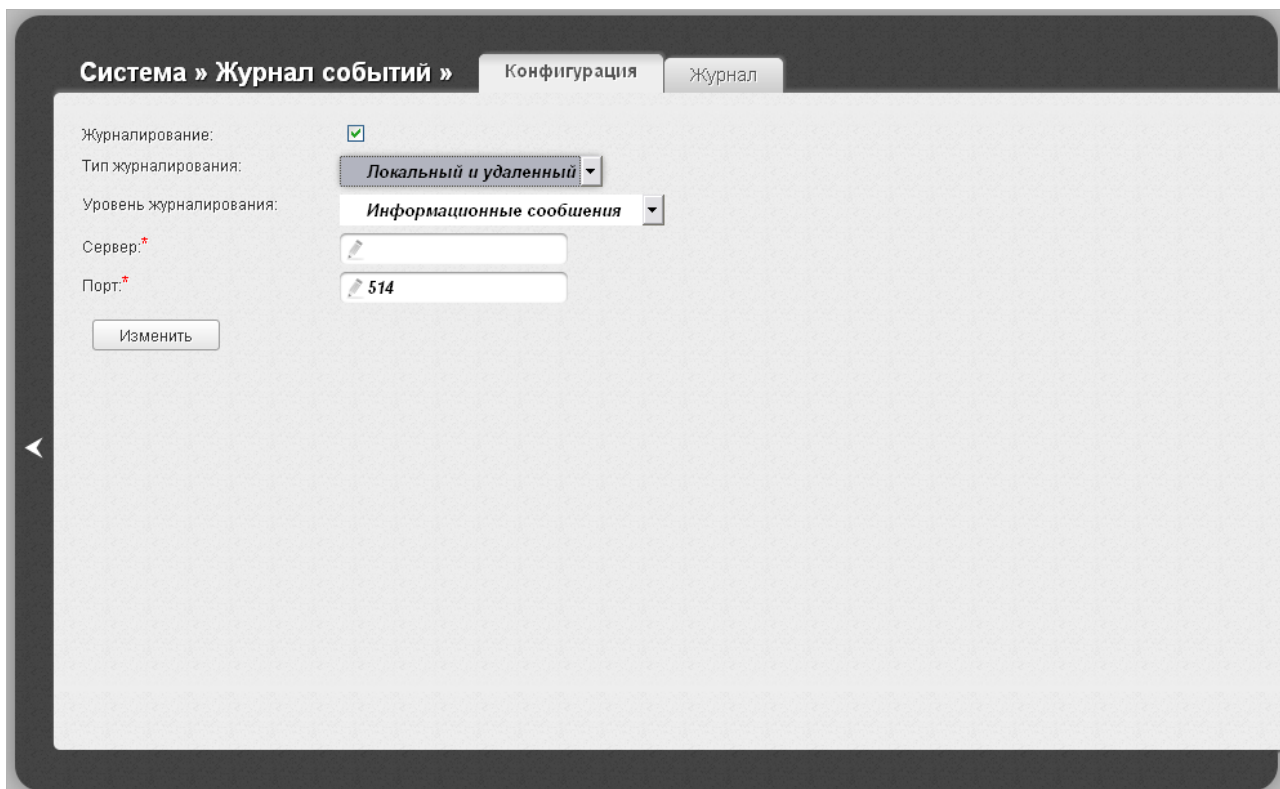 Система » Журнал событий » Конфигурация Журнал
Журналирование:
Тип журналирования: Локальный и удаленный
Уровень журналирования: Информационные сообшения
Сервер:*
Порт:* 514
Изменить